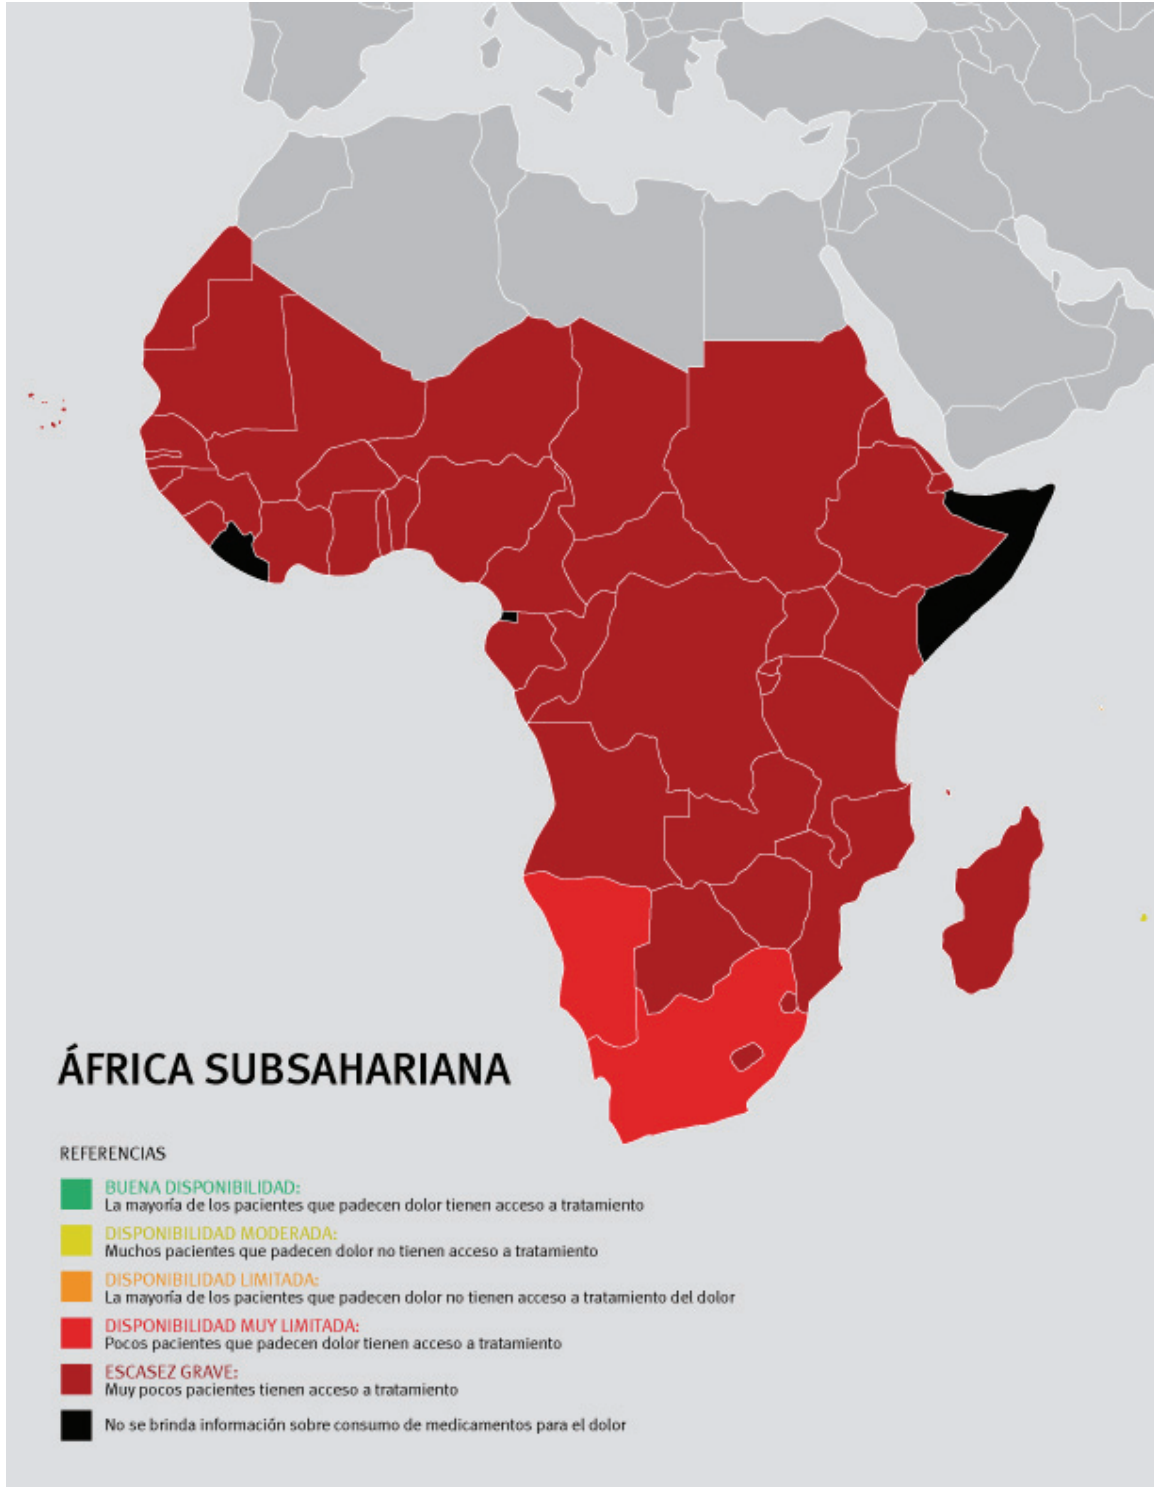 ÁFRICA SUBSAHARIANA
REFERENCIAS
BUENA DISPONIBILIDAD:
La mayoría de los pacientes que padecen dolor tienen acceso a tratamiento
DISPONIBILIDAD MODERADA:
Muchos pacientes que padecen dolor no tienen acceso a tratamiento
DISPONIBILIDAD LIMITADA:
La mayoría de los pacientes que padecen dolor no tienen acceso a tratamiento del dolor
DISPONIBILIDAD MUY LIMITADA:
Pocos pacientes que padecen dolor tienen acceso a tratamiento
ESCASEZ GRAVE:
Muy pocos pacientes tienen acceso a tratamiento
No se brinda información sobre consumo de medicamentos para el dolor